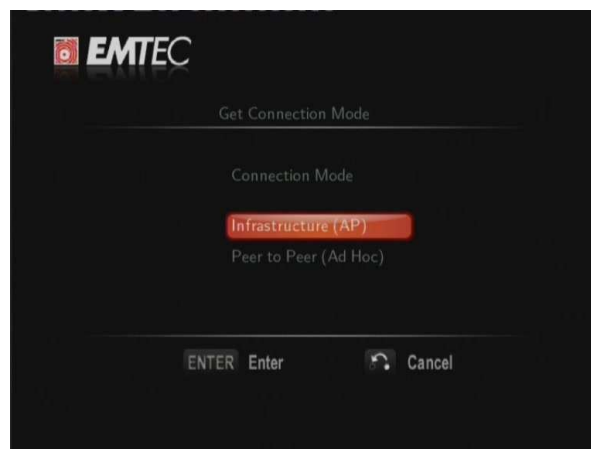 EMTEC
Get Connection Mode
Connection Mode
Infrastructure (AP)
Peer to Peer (Ad Hoc)
ENTER Enter Cancel